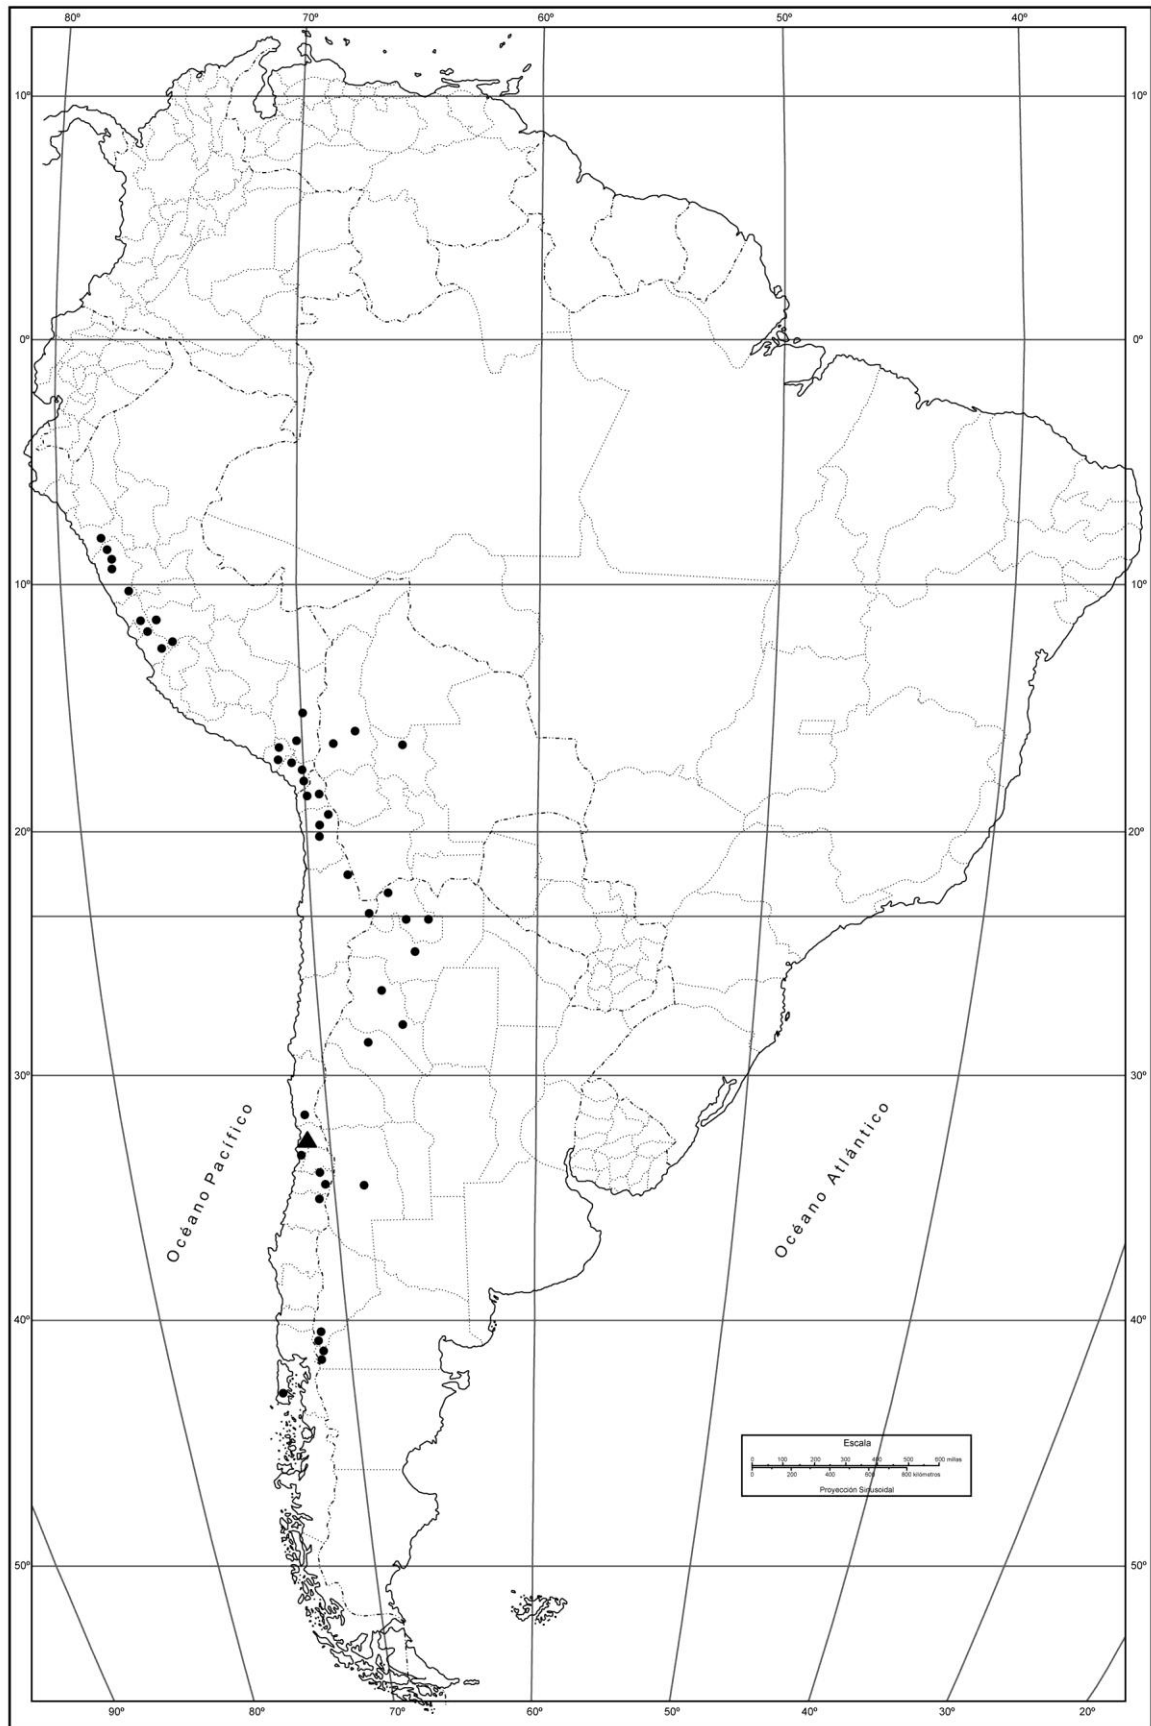 80º 70º 60º 50º 40º
10º 10º
0º 0º
10º 10º
20º 20º
30º 30º
Océano Pacífico
Océano Atlántico
40º 40º
Escala
0 100 200 300 400 500 600 millas
0 200 400 600 800 kilómetros
Proyección Sinusoidal
50º 50º
90º 80º 70º 60º 50º 40º 30º 20º